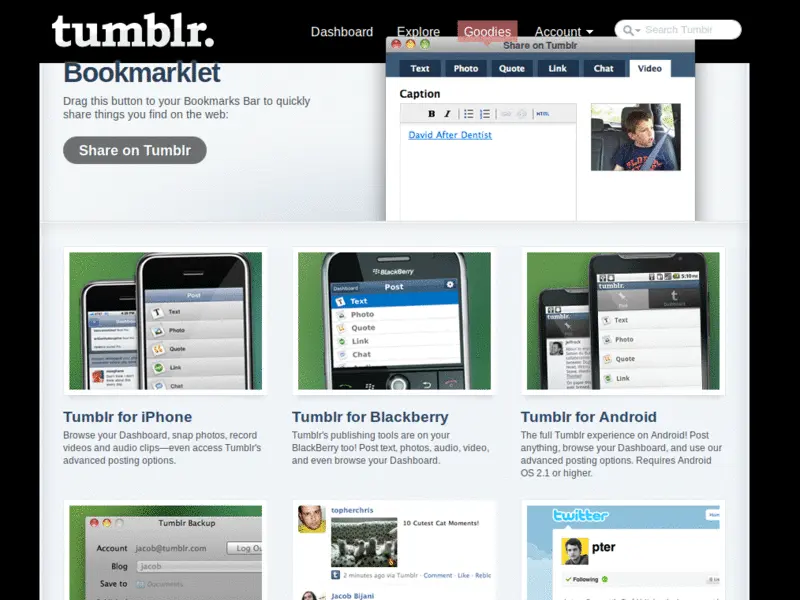 tumblr.
Dashboard
Explore
Goodies
Account
Search Tumblr
Share on Tumblr
Text
Photo
Quote
Link
Chat
Video
Bookmarklet
Drag this button to your Bookmarks Bar to quickly
share things you find on the web:
Share on Tumblr
Caption
B I HTML
David After Dentist
Post
Text
Photo
Quote
Link
Chat
BlackBerry
Dashboard
Post
Text
Photo
Quote
Link
Chat
tumblr.
Post
Dashboard
Text
Photo
Quote
Link
Tumblr for iPhone
Browse your Dashboard, snap photos, record
videos and audio clips—even access Tumblr's
advanced posting options.
Tumblr for Blackberry
Tumblr's publishing tools are on your
BlackBerry too! Post text, photos, audio, video,
and even browse your Dashboard.
Tumblr for Android
The full Tumblr experience on Android! Post
anything, browse your Dashboard, and use our
advanced posting options. Requires Android
OS 2.1 or higher.
Tumblr Backup
Account jacob@tumblr.com Log Ou
Blog jacob
Save to Documents
topherchris
10 Cutest Cat Moments!
2 minutes ago via Tumblr · Comment · Like · Reblo
Jacob Bijani
twitter
pter
Following